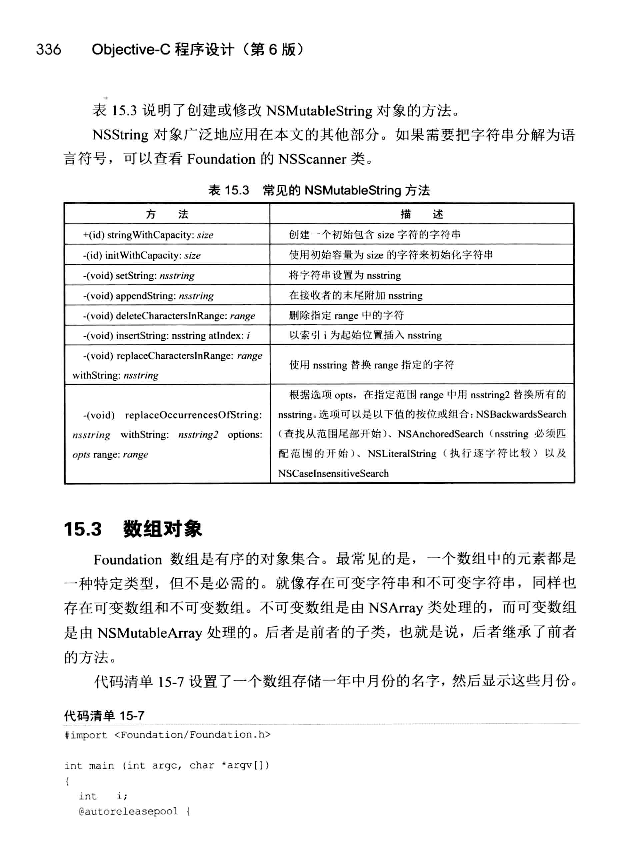 336 Objective-C 程序设计（第 6 版）
表 15.3 说明了创建或修改 NSMutableString 对象的方法。
NSString 对象广泛地应用在本文的其他部分。如果需要把字符串分解为语
言符号，可以查看 Foundation 的 NSScanner 类。
表 15.3 常见的 NSMutableString 方法
方 法 描 述
+(id) stringWithCapacity: size 创建一个初始包含 size 字符的字符串
-(id) initWithCapacity: size 使用初始容量为 size 的字符来初始化字符串
-(void) setString: nsstring 将字符串设置为 nsstring
-(void) appendString: nsstring 在接收者的末尾附加 nsstring
-(void) deleteCharactersInRange: range 删除指定 range 中的字符
-(void) insertString: nsstring atIndex: i 以索引 i 为起始位置插入 nsstring
-(void) replaceCharactersInRange: range
withString: nsstring
使用 nsstring 替换 range 指定的字符
-(void) replaceOccurrencesOfString:
nsstring withString: nsstring2 options:
opts range: range
根据选项 opts，在指定范围 range 中用 nsstring2 替换所有的
nsstring。选项可以是以下值的按位或组合：NSBackwardsSearch
（查找从范围尾部开始）、NSAnchoredSearch（nsstring 必须匹
配范围的开始）、NSLiteralString（执行逐字符比较）以及
NSCaseInsensitiveSearch
15.3 数组对象
Foundation 数组是有序的对象集合。最常见的是，一个数组中的元素都是
一种特定类型，但不是必需的。就像存在可变字符串和不可变字符串，同样也
存在可变数组和不可变数组。不可变数组是由 NSArray 类处理的，而可变数组
是由 NSMutableArray 处理的。后者是前者的子类，也就是说，后者继承了前者
的方法。
代码清单 15-7 设置了一个数组存储一年中月份的名字，然后显示这些月份。
代码清单 15-7
#import <Foundation/Foundation.h>
int main (int argc, char *argv[])
{
int i;
@autoreleasepool {